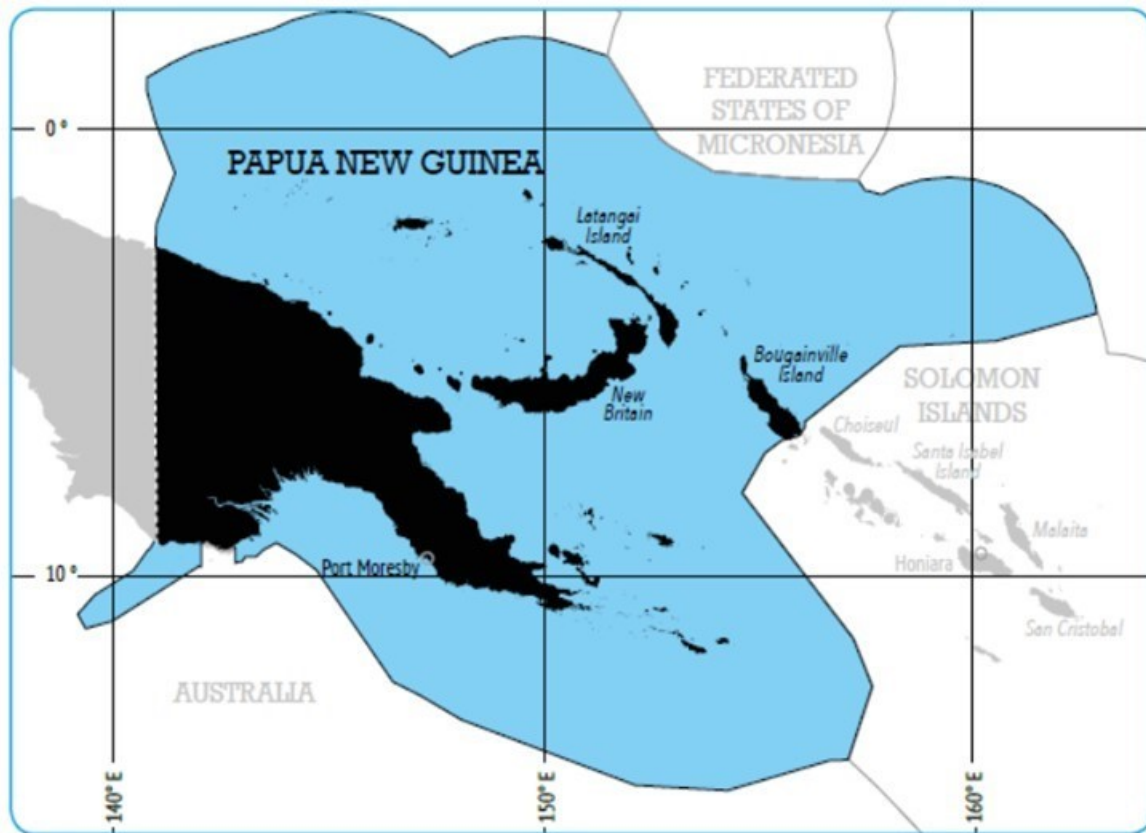 FEDERATED
STATES OF
MICRONESIA
0°
PAPUA NEW GUINEA
Latangai
Island
Bougainville
Island
New
Britain
SOLOMON
ISLANDS
Choiseul
Santa Isabel
Island
Malaita
Port Moresby
Honiara
10°
San Cristobal
AUSTRALIA
140° E
150° E
160° E